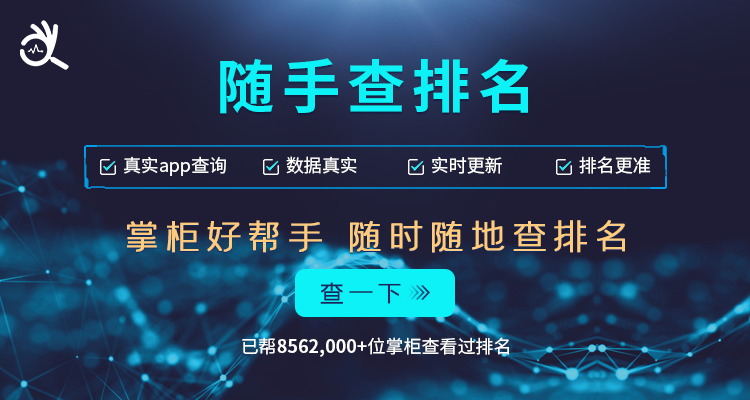 随手查排名
真实app查询 数据真实 实时更新 排名更准
掌柜好帮手 随时随地查排名
查一下
已帮8562,000+位掌柜查看过排名